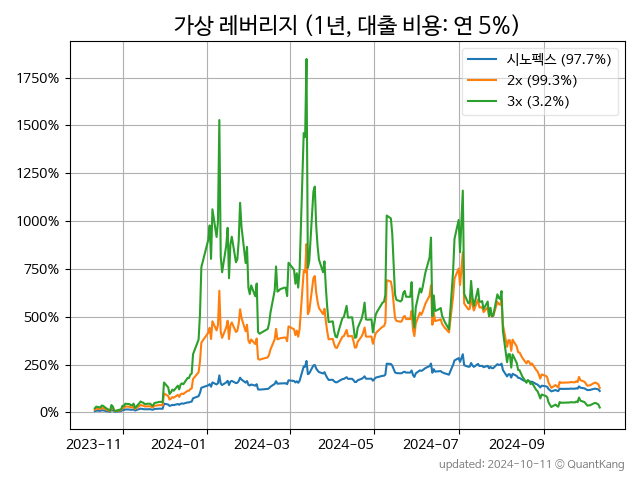 가상 레버리지 (1년, 대출 비용: 연 5%)
시노펙스 (97.7%)
2x (99.3%)
3x (3.2%)
1750%
1500%
1250%
1000%
750%
500%
250%
0%
2023-11
2024-01
2024-03
2024-05
2024-07
2024-09
updated: 2024-10-11 © QuantKang